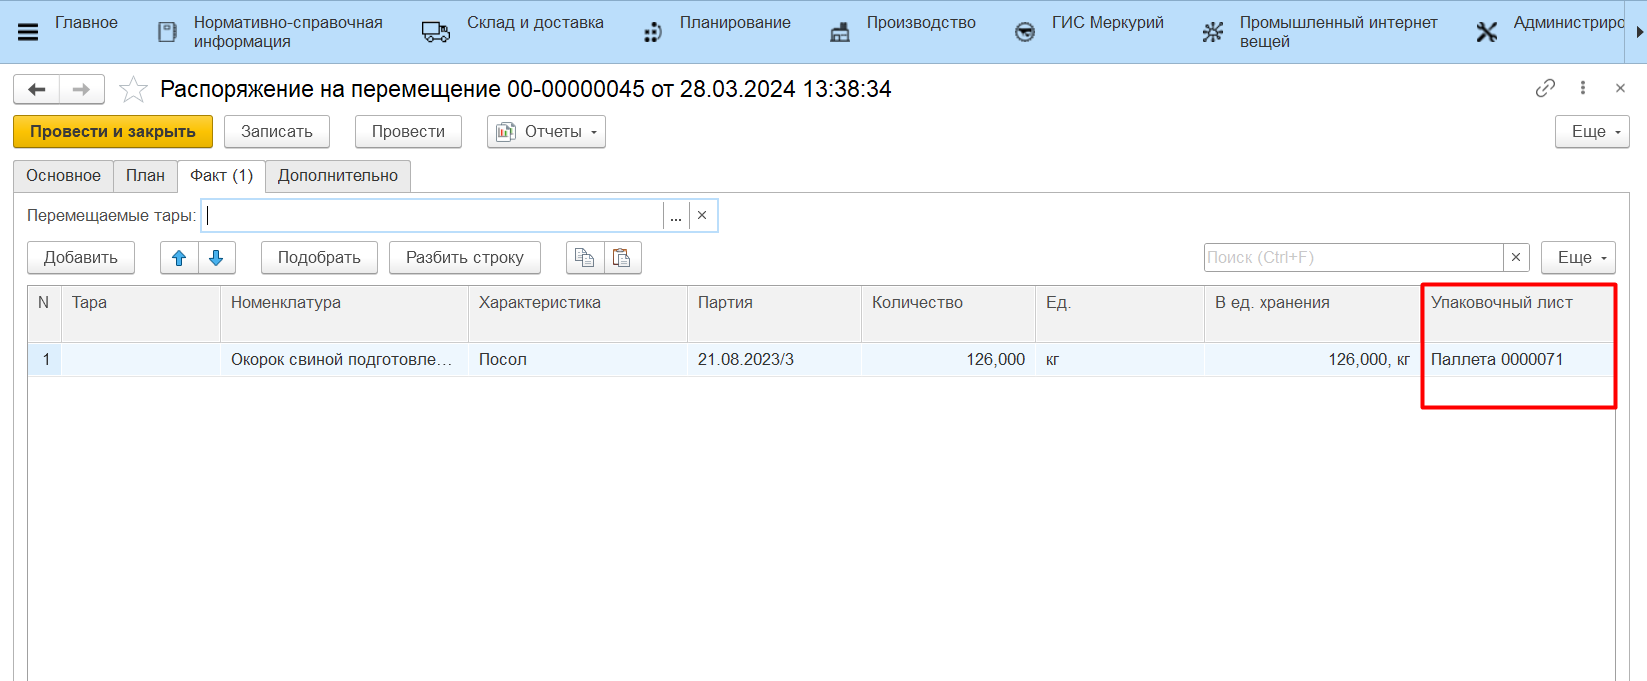 Главное
Нормативно-справочная
информация
Склад и доставка
Планирование
Производство
ГИС Меркурий
Промышленный интернет
вещей
Администриро
Распоряжение на перемещение 00-00000045 от 28.03.2024 13:38:34
Провести и закрыть Записать Провести Отчеты Еще
Основное План Факт (1) Дополнительно
Перемещаемые тары: ...
Добавить Подобрать Разбить строку Поиск (Ctrl+F) Еще
N Тара Номенклатура Характеристика Партия Количество Ед. В ед. хранения Упаковочный лист
1 Окорок свиной подготовле... Посол 21.08.2023/3 126,000 кг 126,000, кг Паллета 0000071